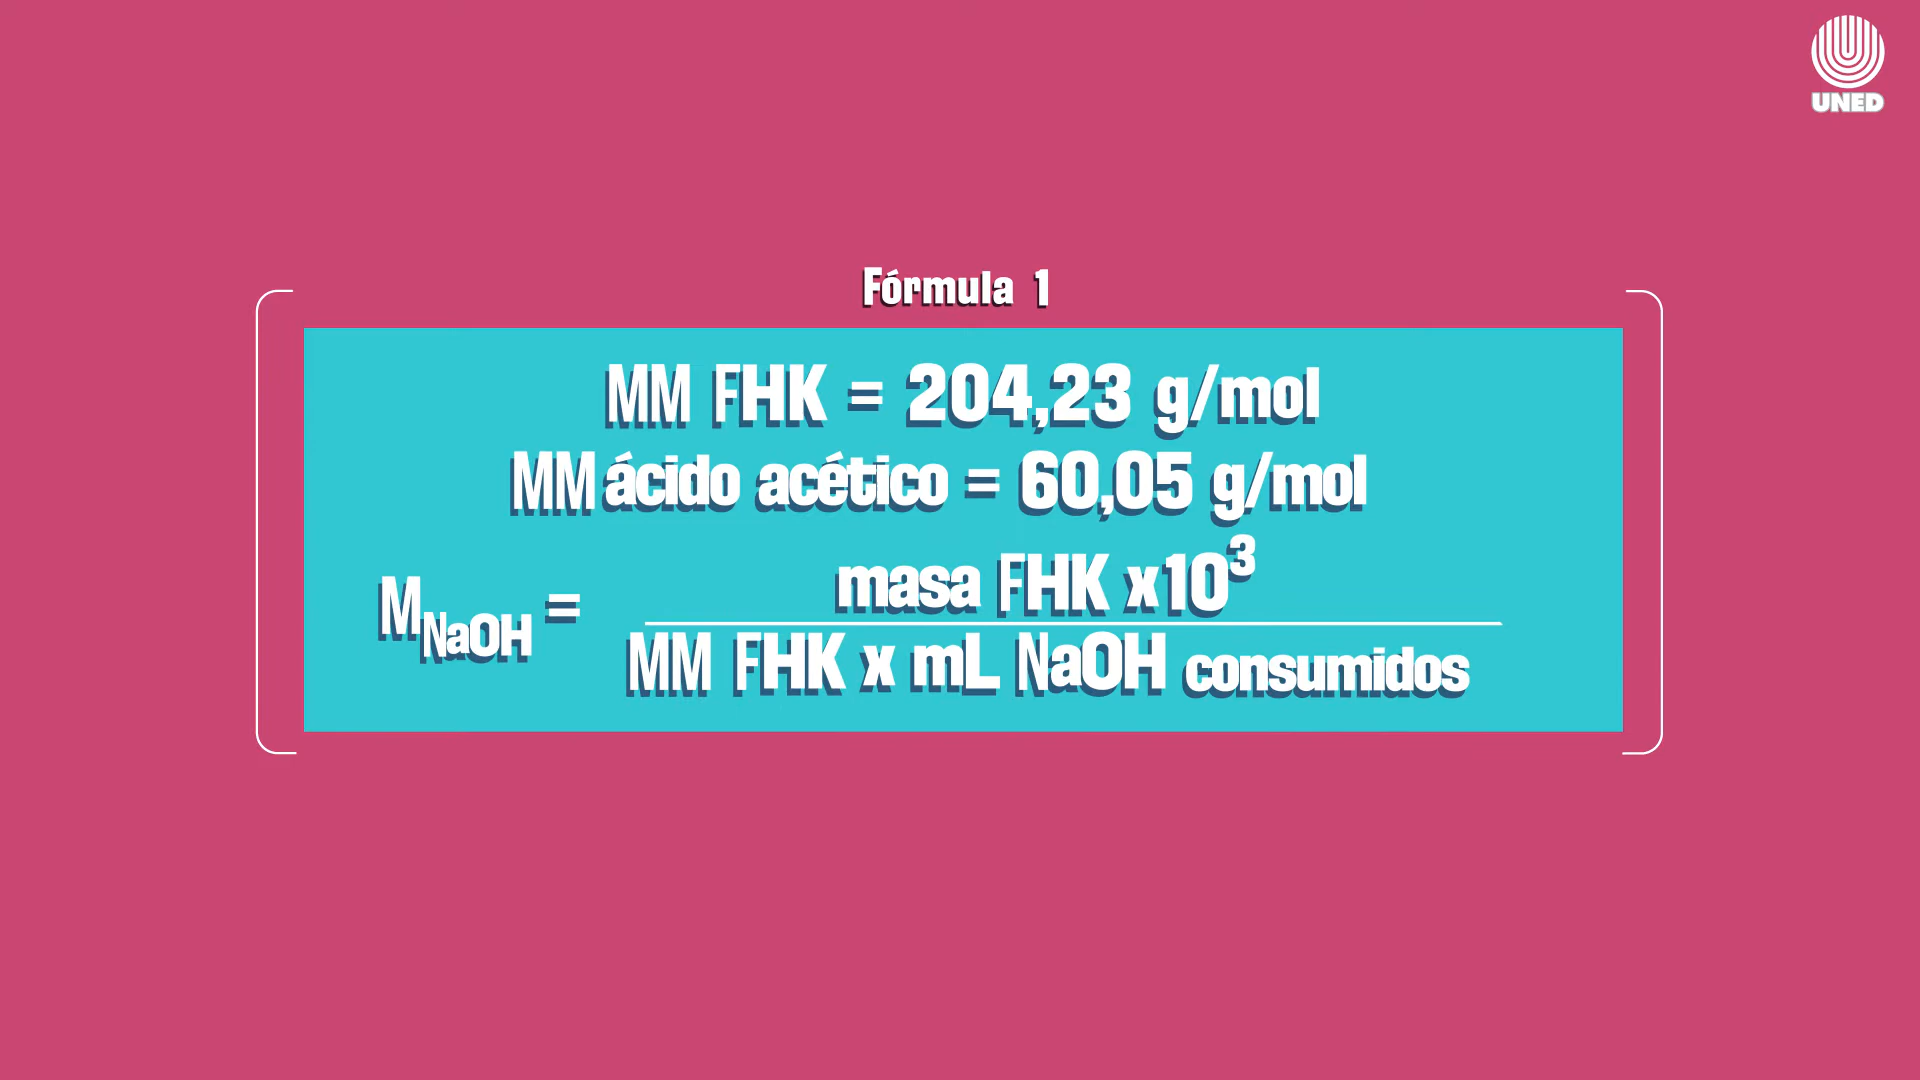 UNED
Fórmula 1
MM FHK = 204,23 g/mol
MM ácido acético = 60,05 g/mol
M_NaOH = masa FHK x10³
MM FHK x mL NaOH consumidos